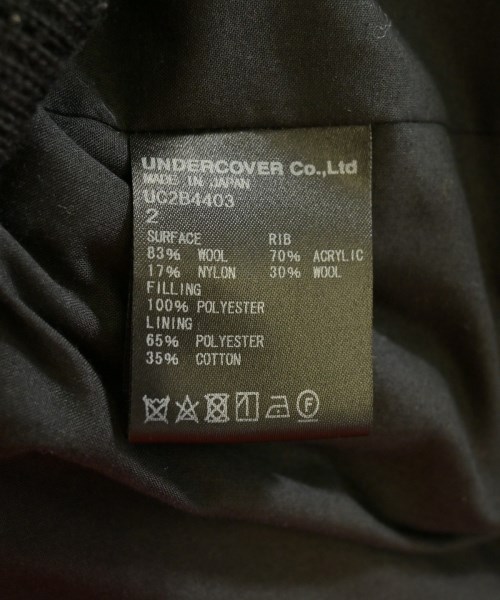 UNDERCOVER Co.,Ltd
MADE IN JAPAN
UC2B4403
2
SURFACE RIB
83% WOOL 70% ACRYLIC
17% NYLON 30% WOOL
FILLING
100% POLYESTER
LINING
65% POLYESTER
35% COTTON
F